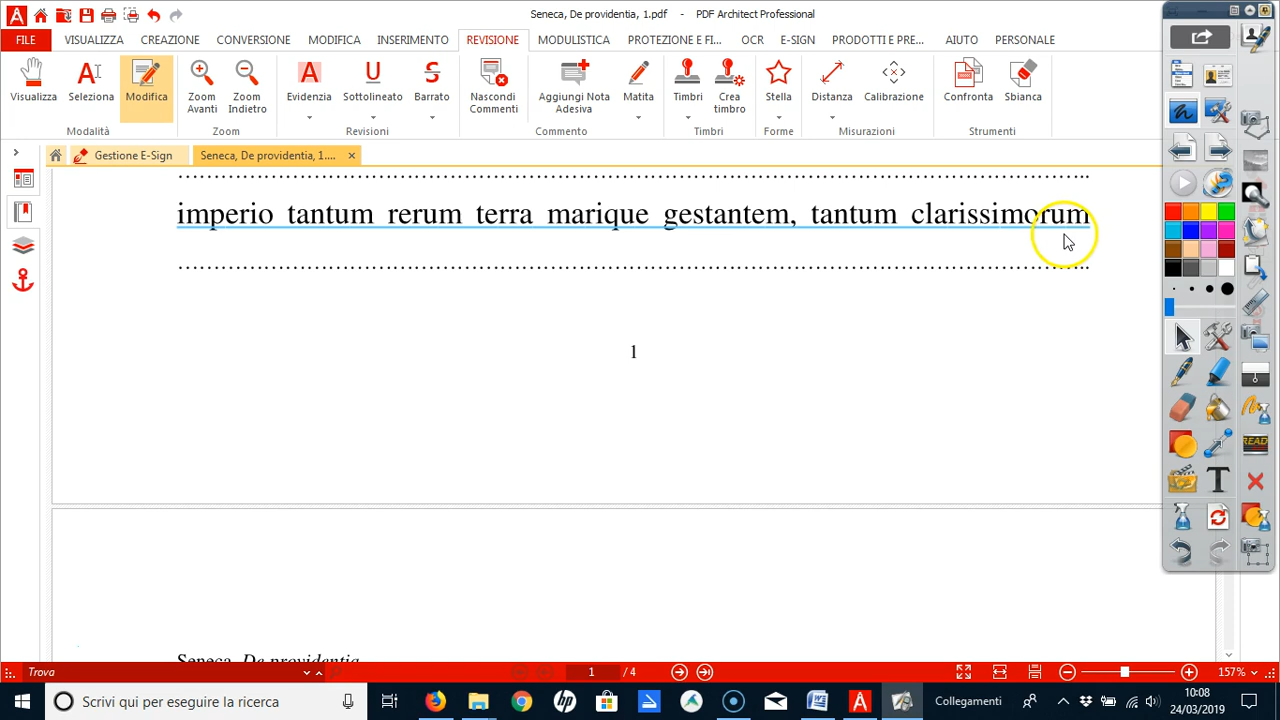 Seneca, De providentia, 1.pdf - PDF Architect Professional
FILE VISUALIZZA CREAZIONE CONVERSIONE MODIFICA INSERIMENTO REVISIONE MODULISTICA PROTEZIONE E FI... OCR E-SIGN PRODOTTI E PRE... AIUTO PERSONALE
Visualizza Seleziona Modifica Zoom Avanti Zoom Indietro Evidenzia Sottolineato Barrato Nascondi Commenti Aggiungi Nota Adesiva Matita Timbri Crea timbro Stella Distanza Calibrazione Confronta Sbianca
Modalità Zoom Revisioni Commento Timbri Forme Misurazioni Strumenti
Gestione E-Sign Seneca, De providentia, 1....
imperio tantum rerum terra marique gestantem, tantum clarissimorum
1
READ
T
Seneca, De providentia
Trova 1 / 4 157%
Scrivi qui per eseguire la ricerca Collegamenti 10:08
24/03/2019